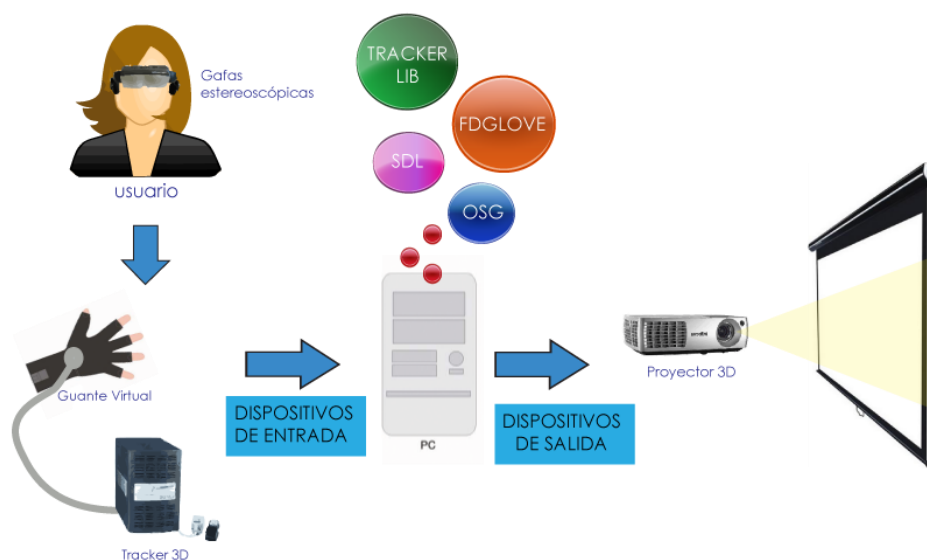 Gafas
estereoscópicas
usuario
TRACKER
LIB
FDGLOVE
SDL
OSG
Guante Virtual
Tracker 3D
DISPOSITIVOS
DE ENTRADA
PC
DISPOSITIVOS
DE SALIDA
Proyector 3D